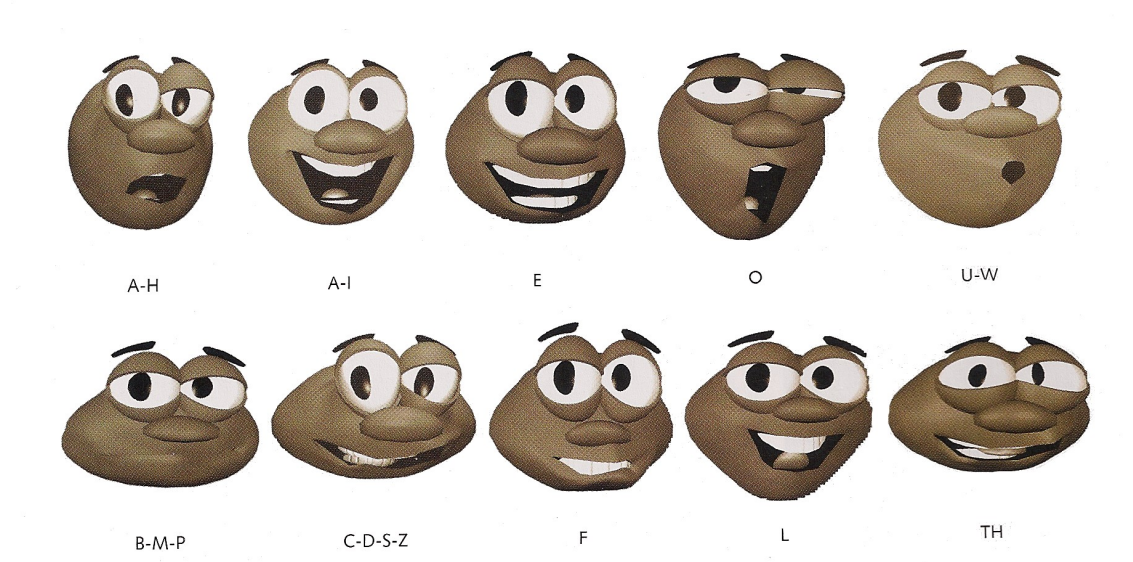 A-H
A-I
E
O
U-W
B-M-P
C-D-S-Z
F
L
TH